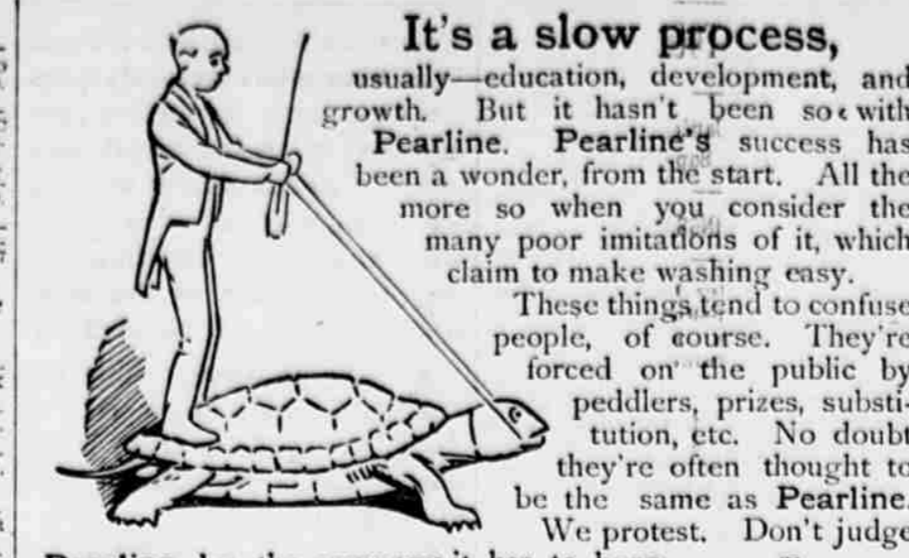 It's a slow process,
usually—education, development, and
growth. But it hasn't been so with
Pearline. Pearline's success has
been a wonder, from the start. All the
more so when you consider the
many poor imitations of it, which
claim to make washing easy.
These things tend to confuse
people, of course. They're
forced on the public by
peddlers, prizes, substi-
tution, etc. No doubt
they're often thought to
be the same as Pearline.
We protest. Don't judge